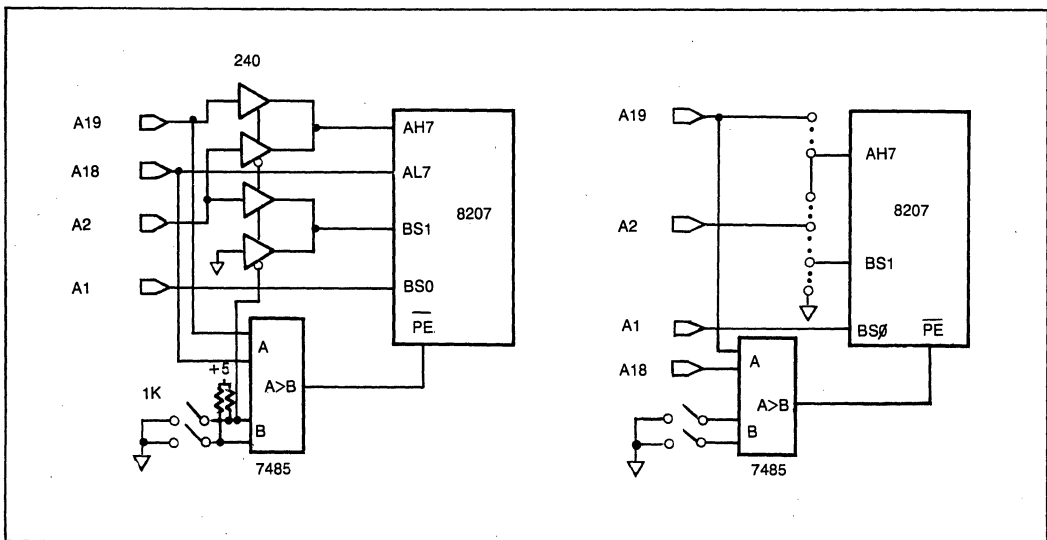 240
A19
A18
A2
A1
AH7
AL7
BS1
BS0
PE
8207
A
A>B
B
+5
1K
7485
A19
A2
A1
A18
AH7
BS1
BSØ
PE
8207
A
A>B
B
7485